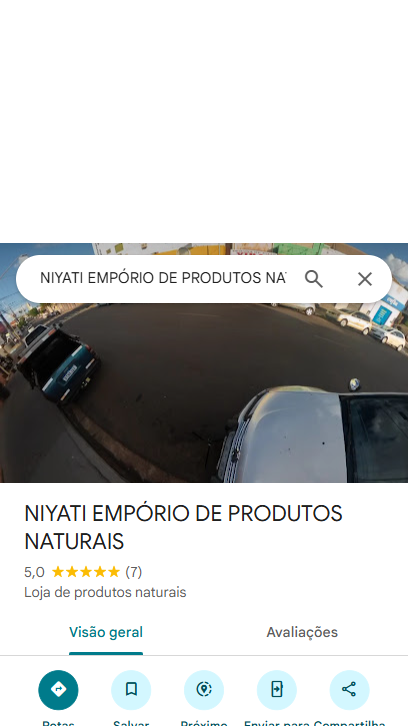 NIYATI EMPÓRIO DE PRODUTOS NA
NIYATI EMPÓRIO DE PRODUTOS
NATURAIS
5,0 ★★★★★ (7)
Loja de produtos naturais
Visão geral Avaliações
Rotas Salvar Próximo Enviar para Compartilha